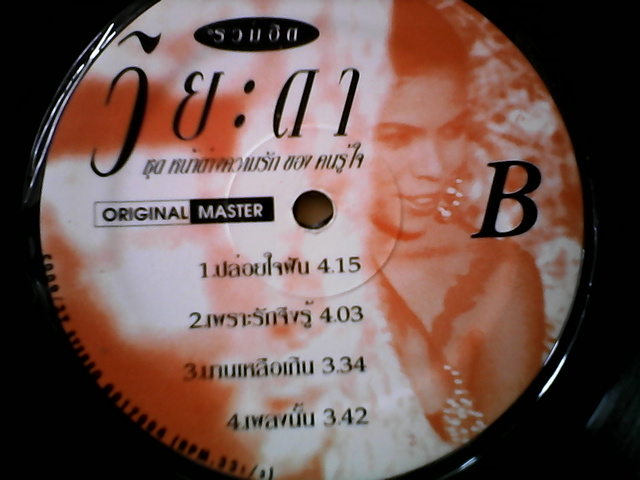 รวมฮิต
วิยะดา
ชุด หน้าต่างความรัก ของ คนรู้ใจ
ORIGINAL MASTER
B
1.ปล่อยใจฝัน 4.15
2.เพราะรักจึงรู้ 4.03
3.นานเหลือเกิน 3.34
4.เพลงนั้น 3.42